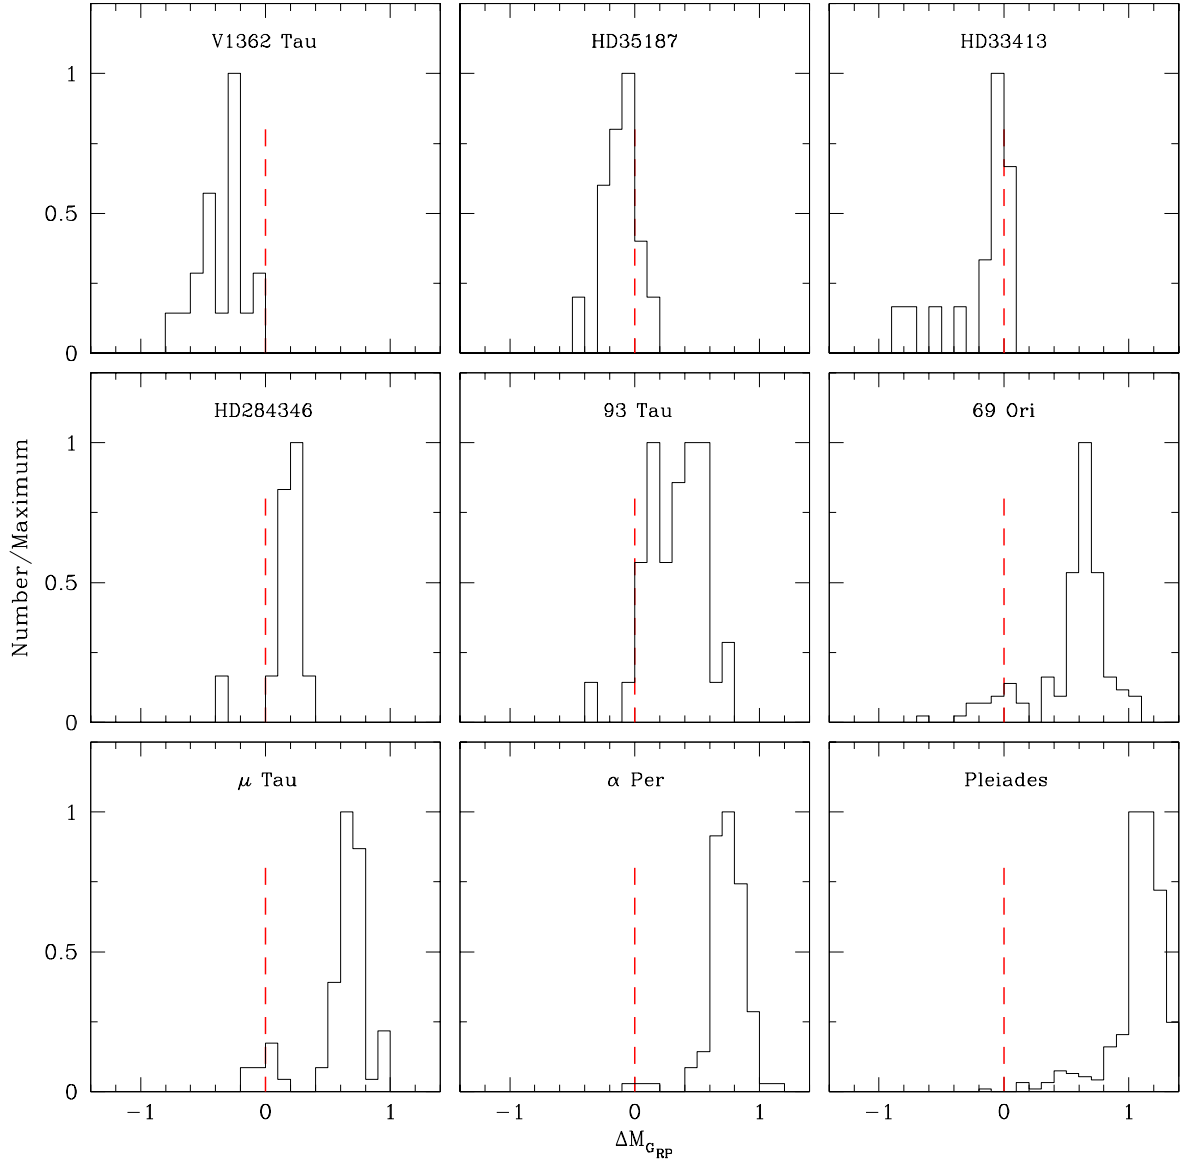 V1362 Tau
HD35187
HD33413
1
0.5
0
HD284346
93 Tau
69 Ori
1
0.5
0
Number/Maximum
μ Tau
α Per
Pleiades
1
0.5
0
−1 0 1
−1 0 1
−1 0 1
ΔM_G_RP